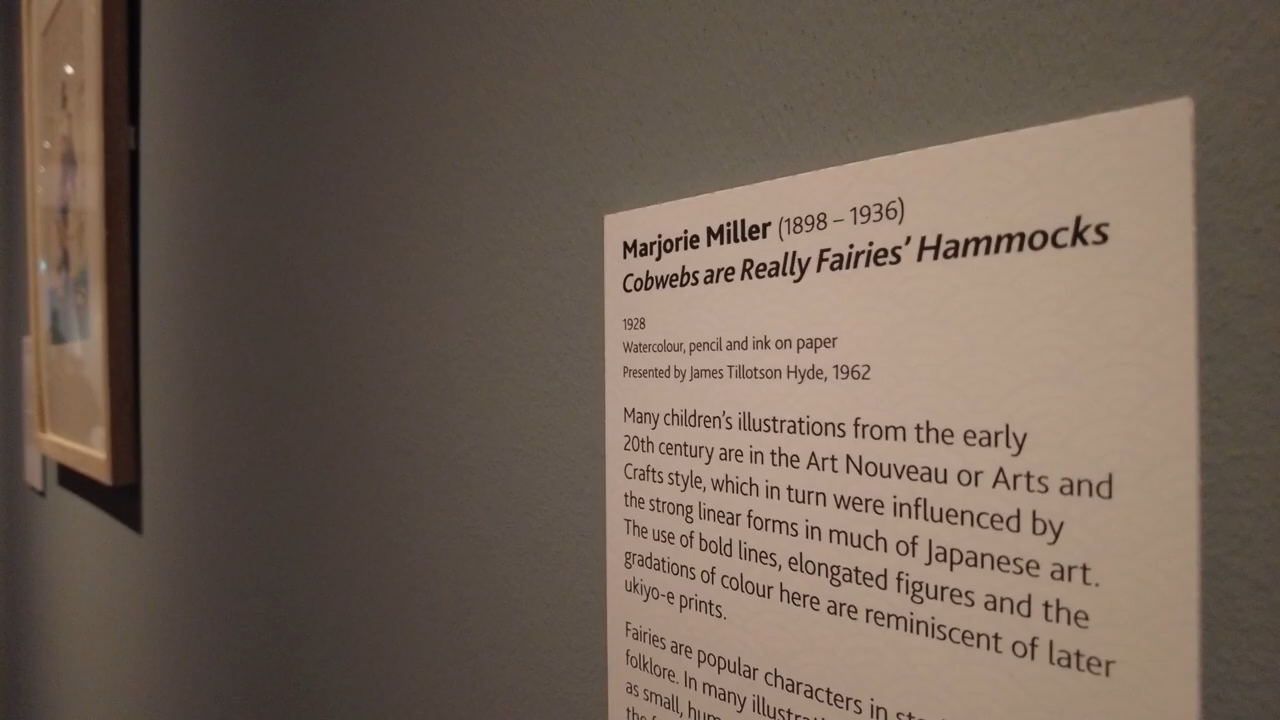 Marjorie Miller (1898 – 1936)
Cobwebs are Really Fairies’ Hammocks
1928
Watercolour, pencil and ink on paper
Presented by James Tillotson Hyde, 1962
Many children’s illustrations from the early
20th century are in the Art Nouveau or Arts and
Crafts style, which in turn were influenced by
the strong linear forms in much of Japanese art.
The use of bold lines, elongated figures and the
gradations of colour here are reminiscent of later
ukiyo-e prints.
Fairies are popular characters in
folklore. In many
as small,
the